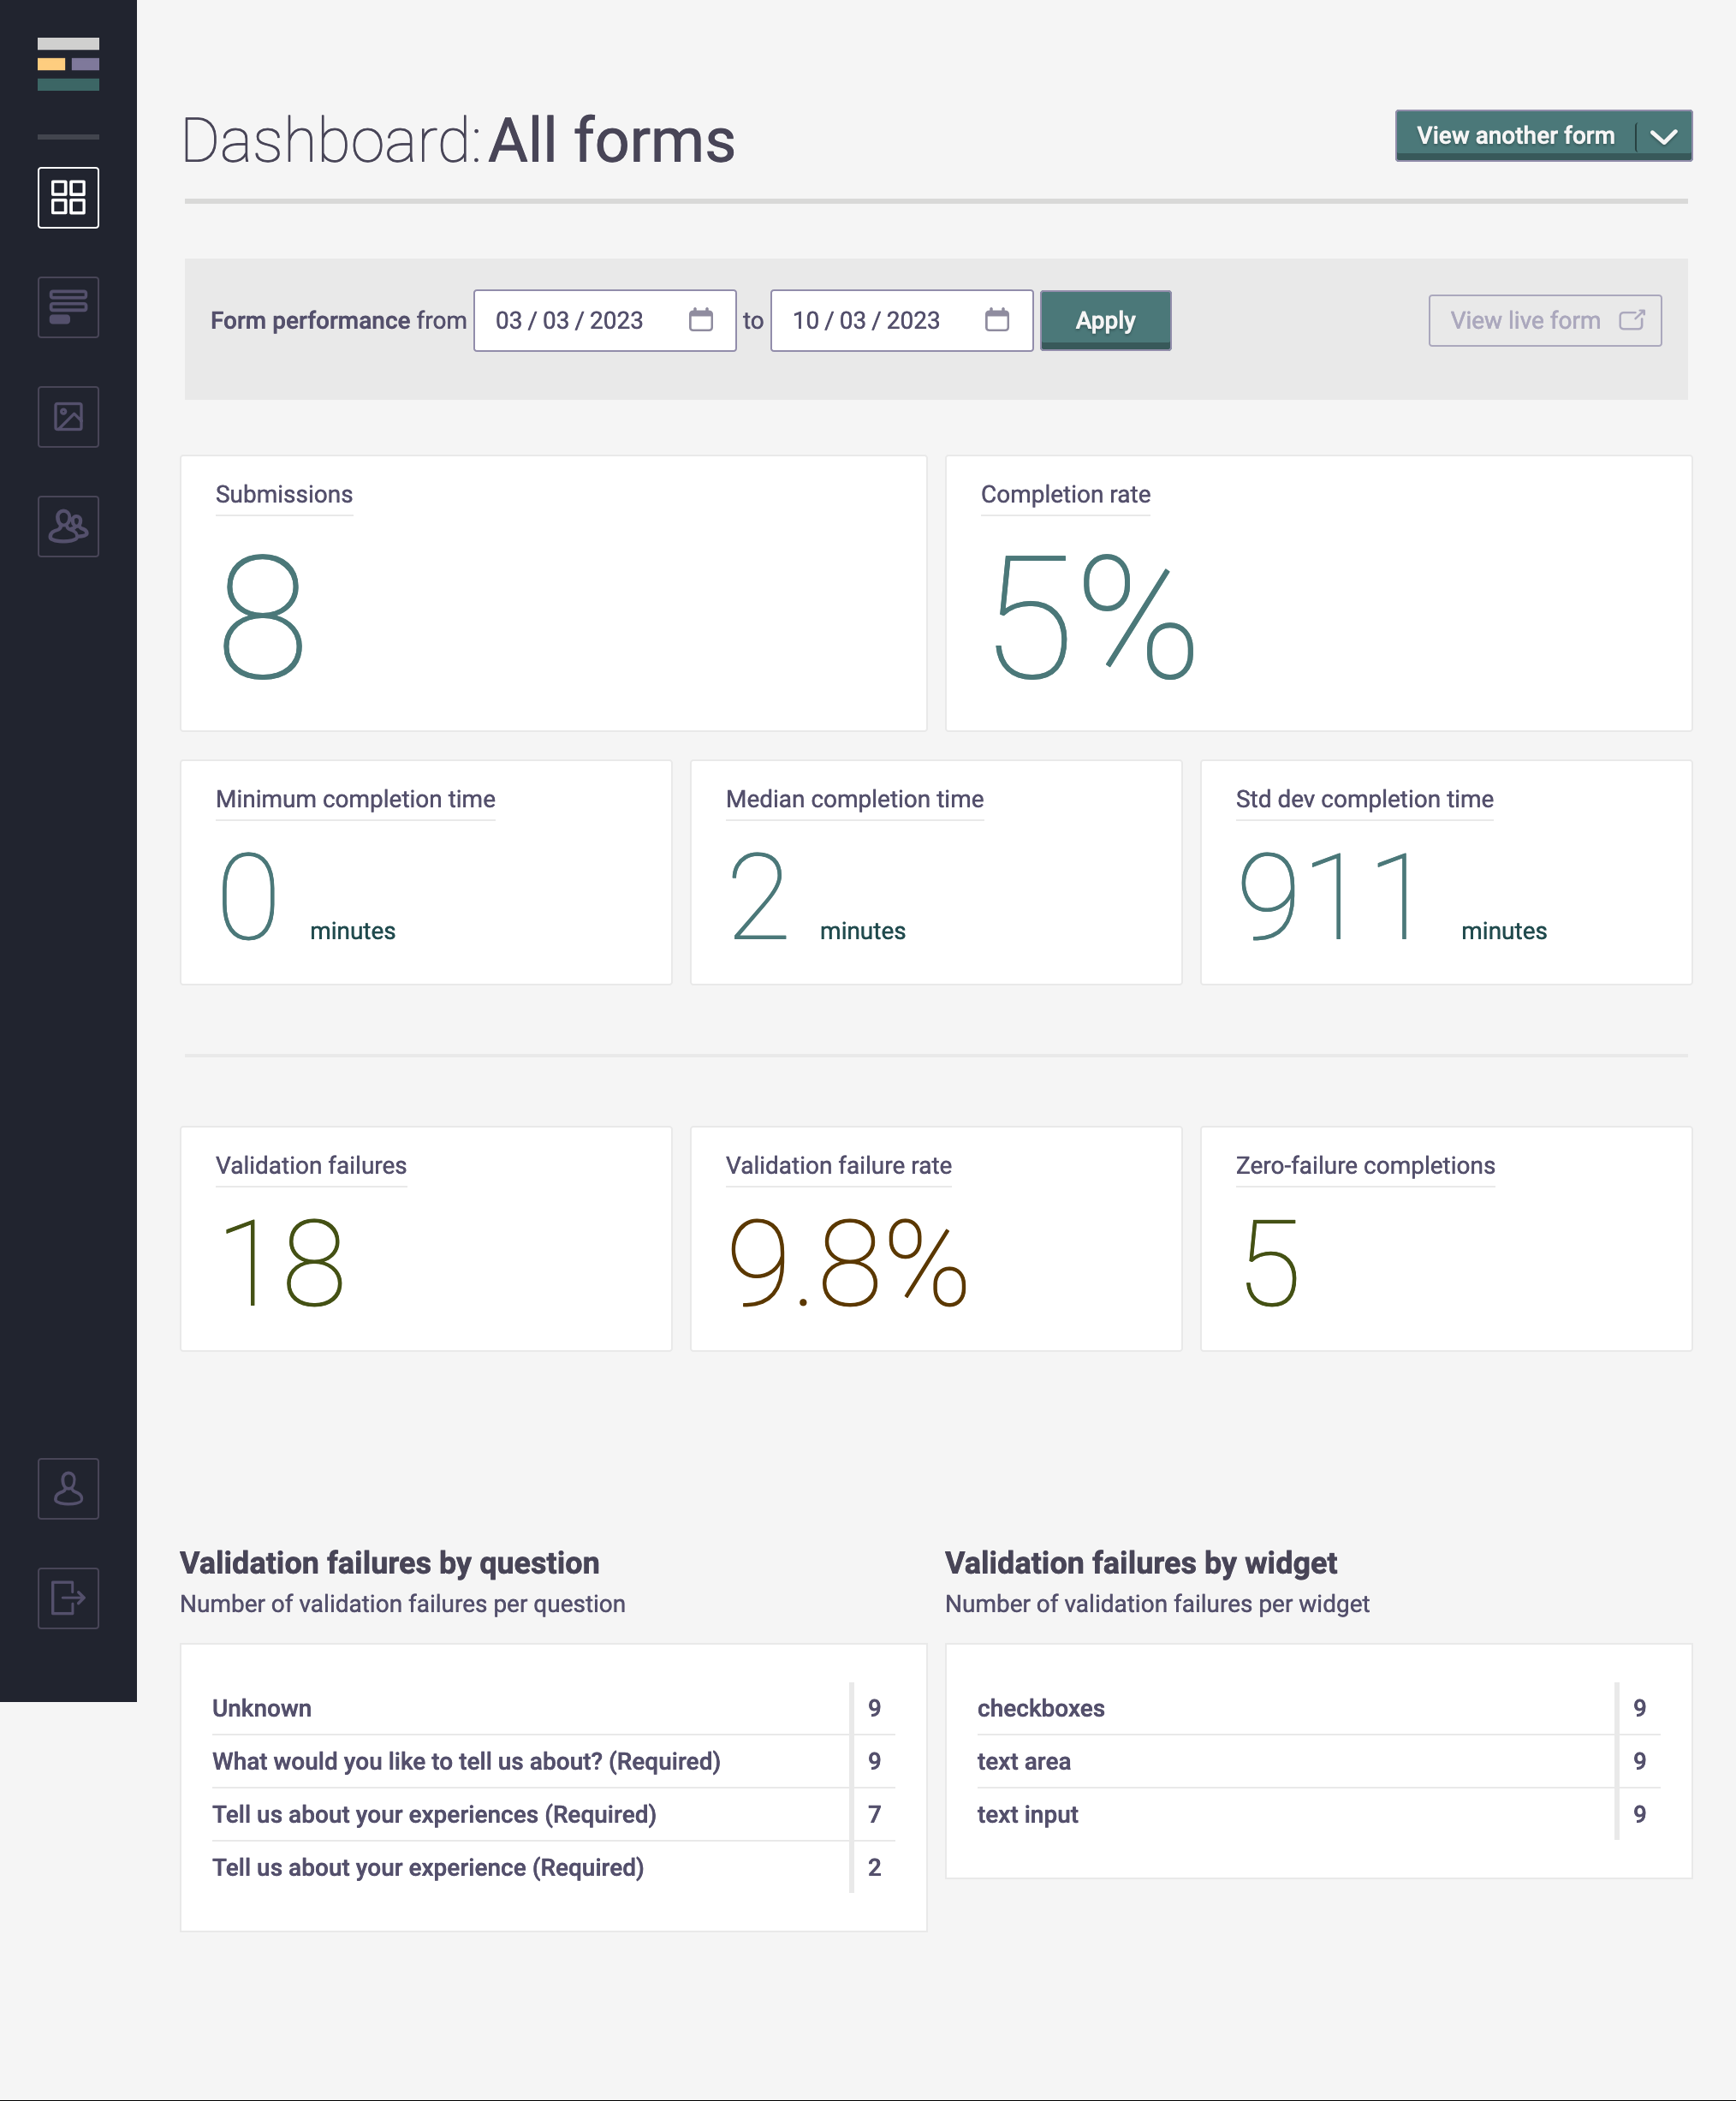 Dashboard: All forms
View another form
Form performance from 03 / 03 / 2023 to 10 / 03 / 2023 Apply View live form
Submissions
8
Completion rate
5%
Minimum completion time
0 minutes
Median completion time
2 minutes
Std dev completion time
911 minutes
Validation failures
18
Validation failure rate
9.8%
Zero-failure completions
5
Validation failures by question
Number of validation failures per question
Unknown 9
What would you like to tell us about? (Required) 9
Tell us about your experiences (Required) 7
Tell us about your experience (Required) 2
Validation failures by widget
Number of validation failures per widget
checkboxes 9
text area 9
text input 9